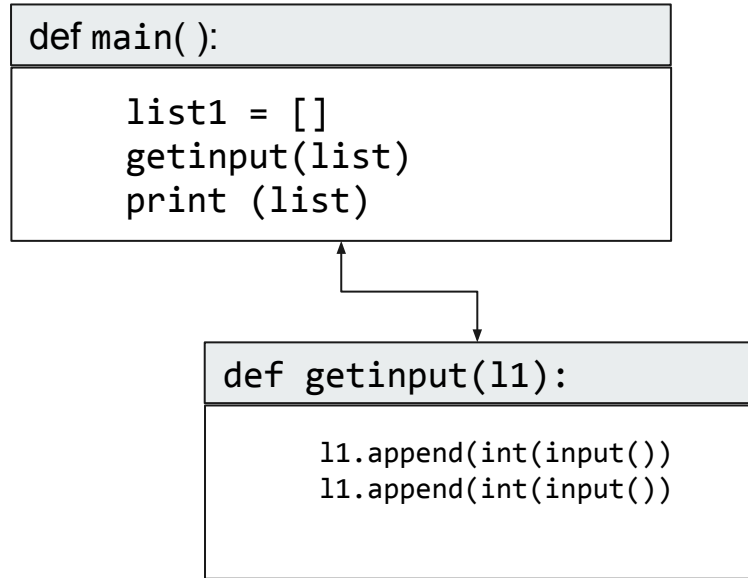 def main( ):
list1 = []
getinput(list)
print (list)
def getinput(l1):
l1.append(int(input())
l1.append(int(input())